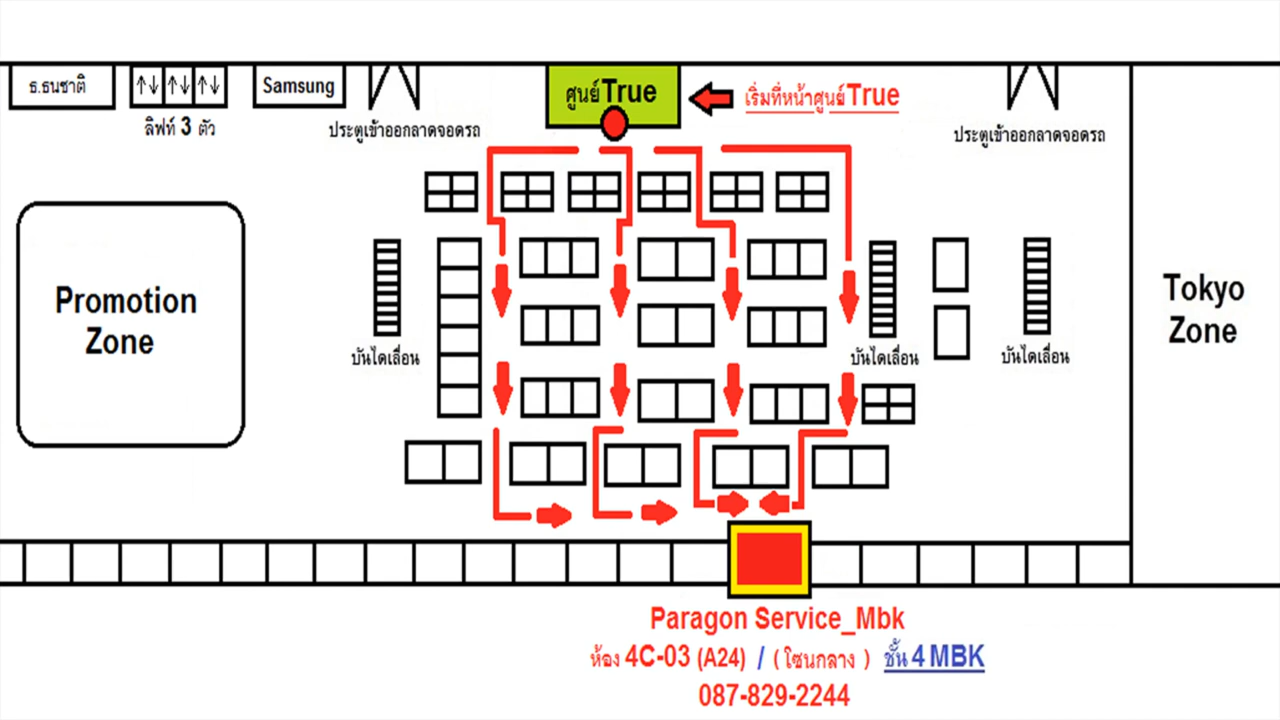 ธ.ธนชาติ
Samsung
ศูนย์True
เริ่มที่หน้าศูนย์True
ลิฟท์ 3 ตัว
ประตูเข้าออกลาดจอดรถ
ประตูเข้าออกลาดจอดรถ
Promotion
Zone
Tokyo
Zone
บันไดเลื่อน
บันไดเลื่อน
บันไดเลื่อน
Paragon Service_Mbk
ห้อง 4C-03 (A24) / ( โซนกลาง ) ชั้น 4 MBK
087-829-2244